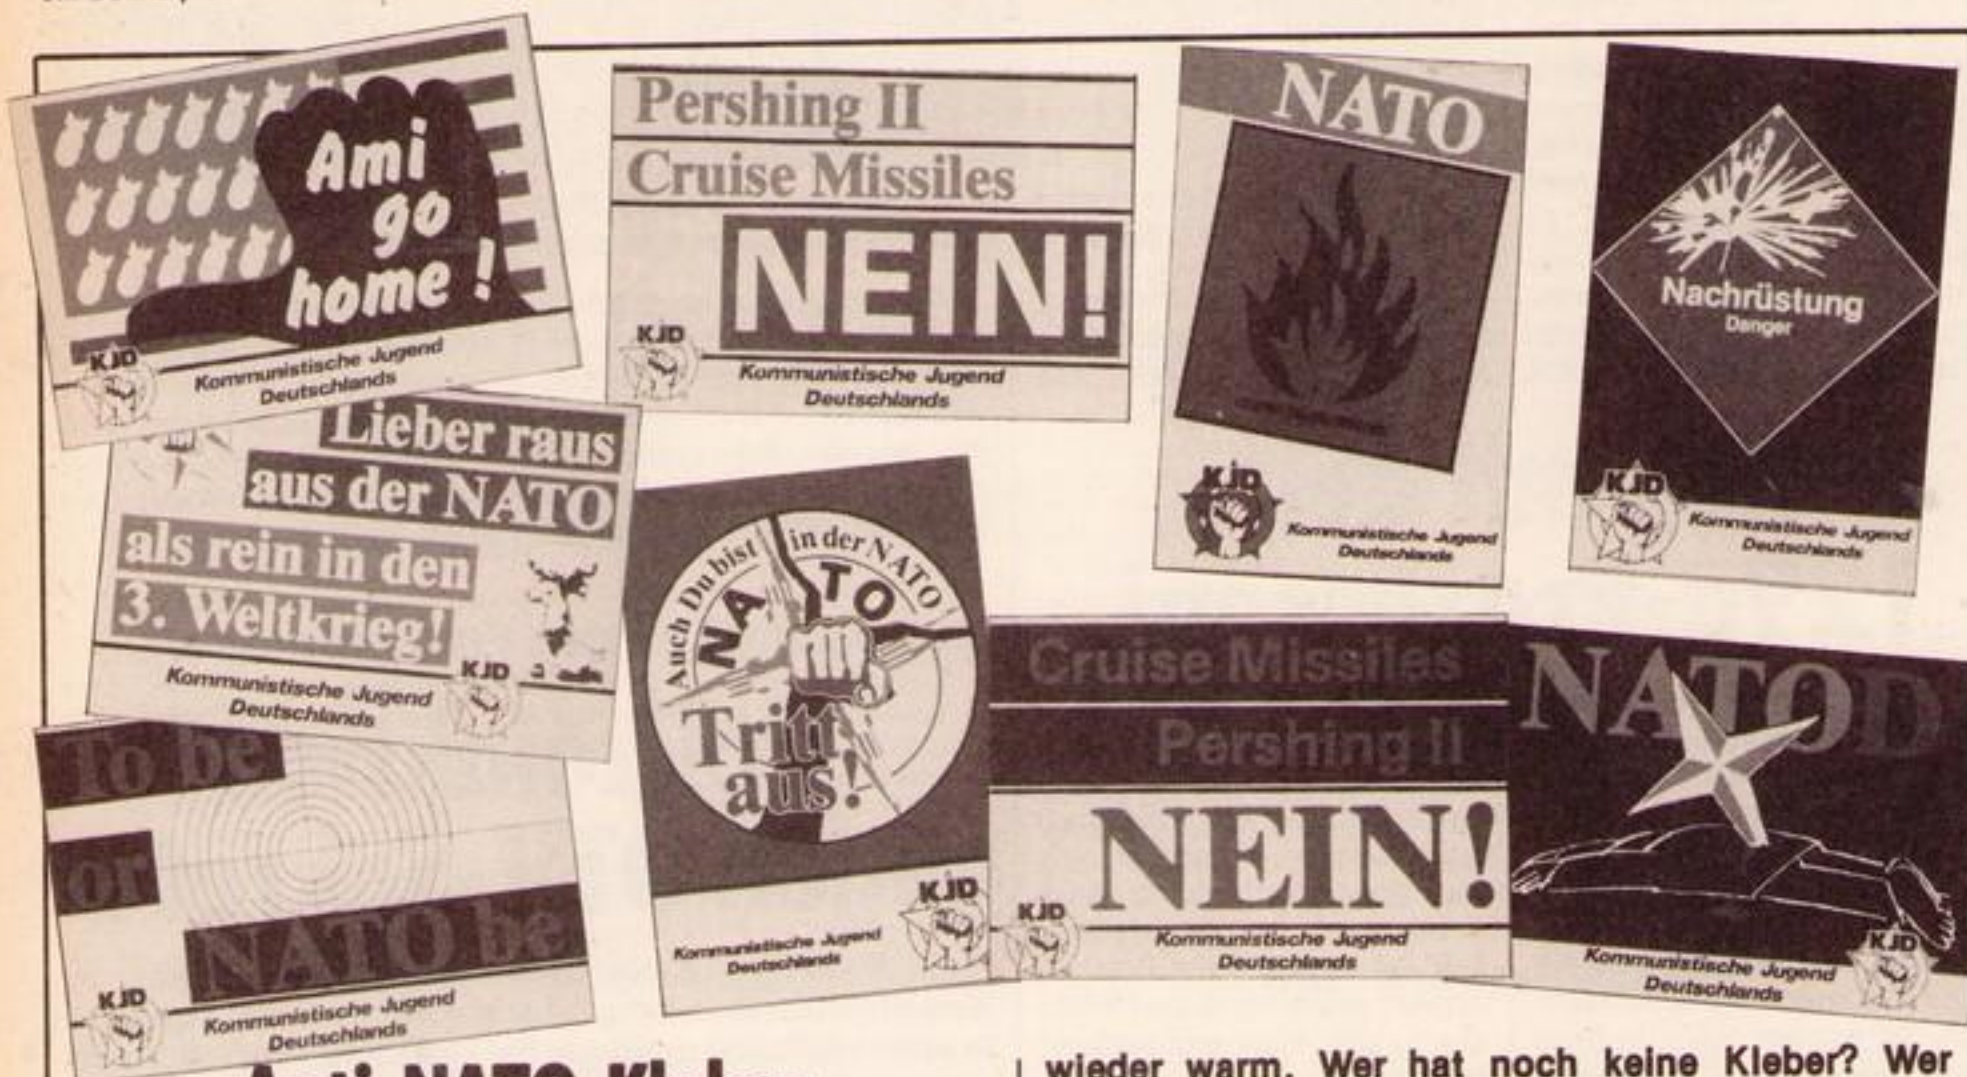 Ami
go
home!
KJD
Kommunistische Jugend
Deutschlands
Pershing II
Cruise Missiles
NEIN!
KJD
Kommunistische Jugend
Deutschlands
NATO
KJD
Kommunistische Jugend
Deutschlands
Nachrüstung
Danger
KJD
Kommunistische Jugend
Deutschlands
Lieber raus
aus der NATO
als rein in den
3. Weltkrieg!
KJD
Kommunistische Jugend
Deutschlands
Auch Du bist in der NATO
NATO
Tritt
aus!
KJD
Kommunistische Jugend
Deutschlands
Cruise Missiles
Pershing II
NEIN!
KJD
Kommunistische Jugend
Deutschlands
NATOD
KJD
Kommunistische Jugend
Deutschlands
To be
or
NATO be
KJD
Kommunistische Jugend
Deutschlands
wieder warm. Wer hat noch keine Kleber? Wer